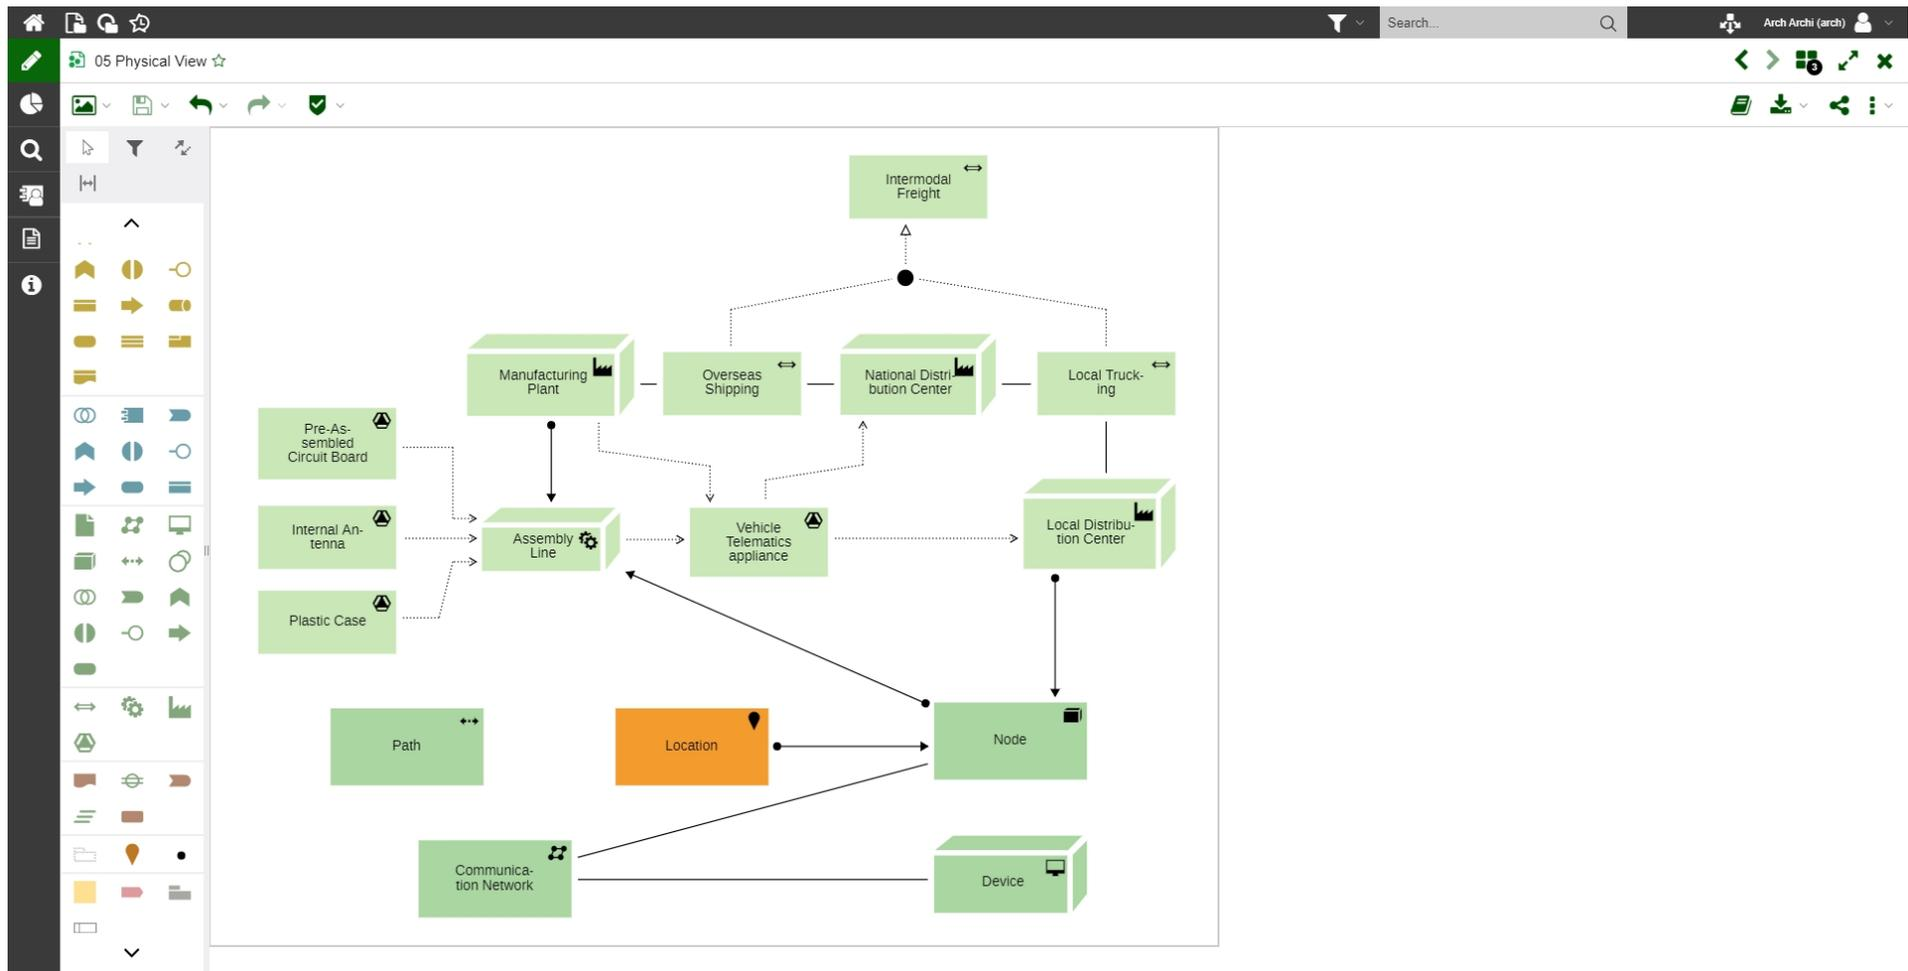 Search...
Arch Archi (arch)
05 Physical View
3
Intermodal
Freight
Manufacturing
Plant
Overseas
Shipping
National Distri-
bution Center
Local Truck-
ing
Pre-As-
sembled
Circuit Board
Internal An-
tenna
Assembly
Line
Vehicle
Telematics
appliance
Local Distribu-
tion Center
Plastic Case
Path
Location
Node
Communica-
tion Network
Device